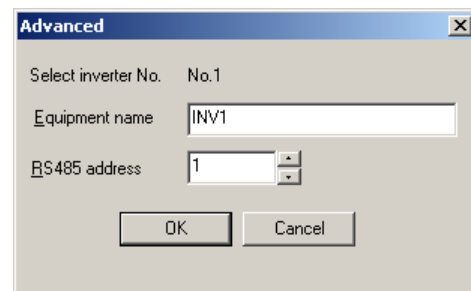 Advanced
Select inverter No. No.1
Equipment name INV1
RS485 address 1
OK Cancel